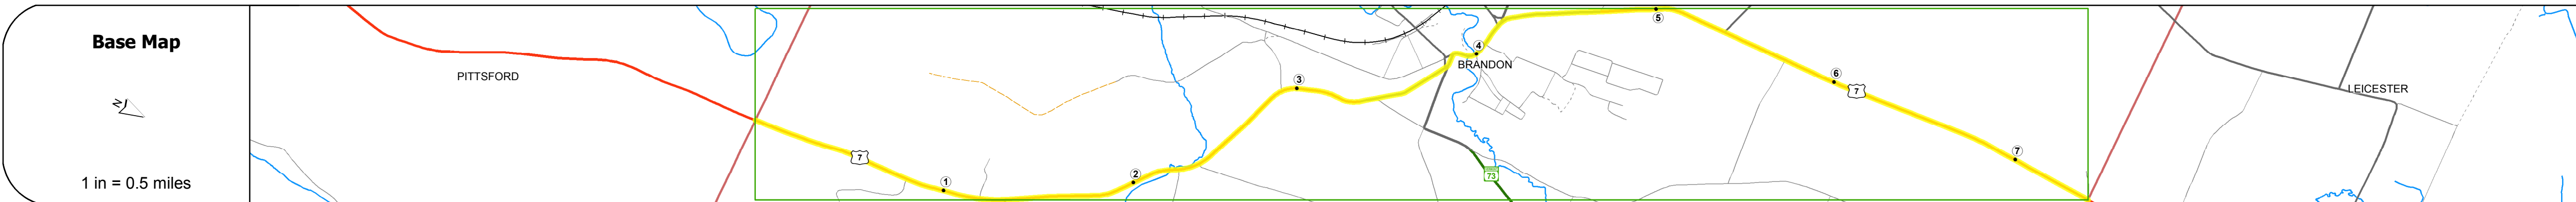 Base Map
N
1 in = 0.5 miles
PITTSFORD
7
1
2
3
4
BRANDON
73
5
6
7
7
LEICESTER